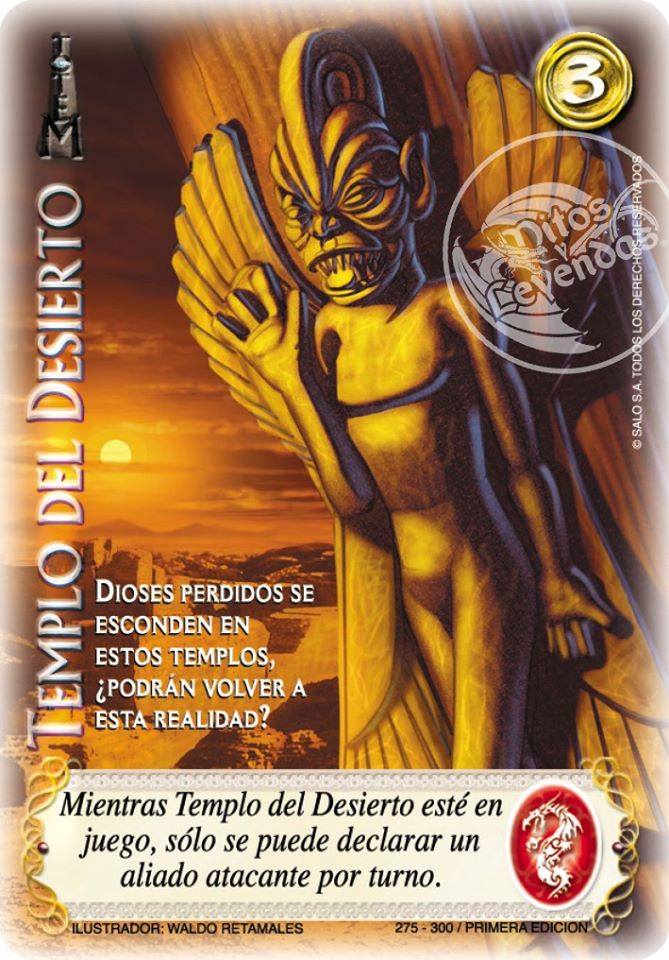 TOTEM
3
TEMPLO DEL DESIERTO
Mitos
Leyendas
© SALO S.A. TODOS LOS DERECHOS RESERVADOS
DIOSES PERDIDOS SE
ESCONDEN EN
ESTOS TEMPLOS,
¿PODRÁN VOLVER A
ESTA REALIDAD?
Mientras Templo del Desierto esté en
juego, sólo se puede declarar un
aliado atacante por turno.
ILUSTRADOR: WALDO RETAMALES
275 - 300 / PRIMERA EDICION